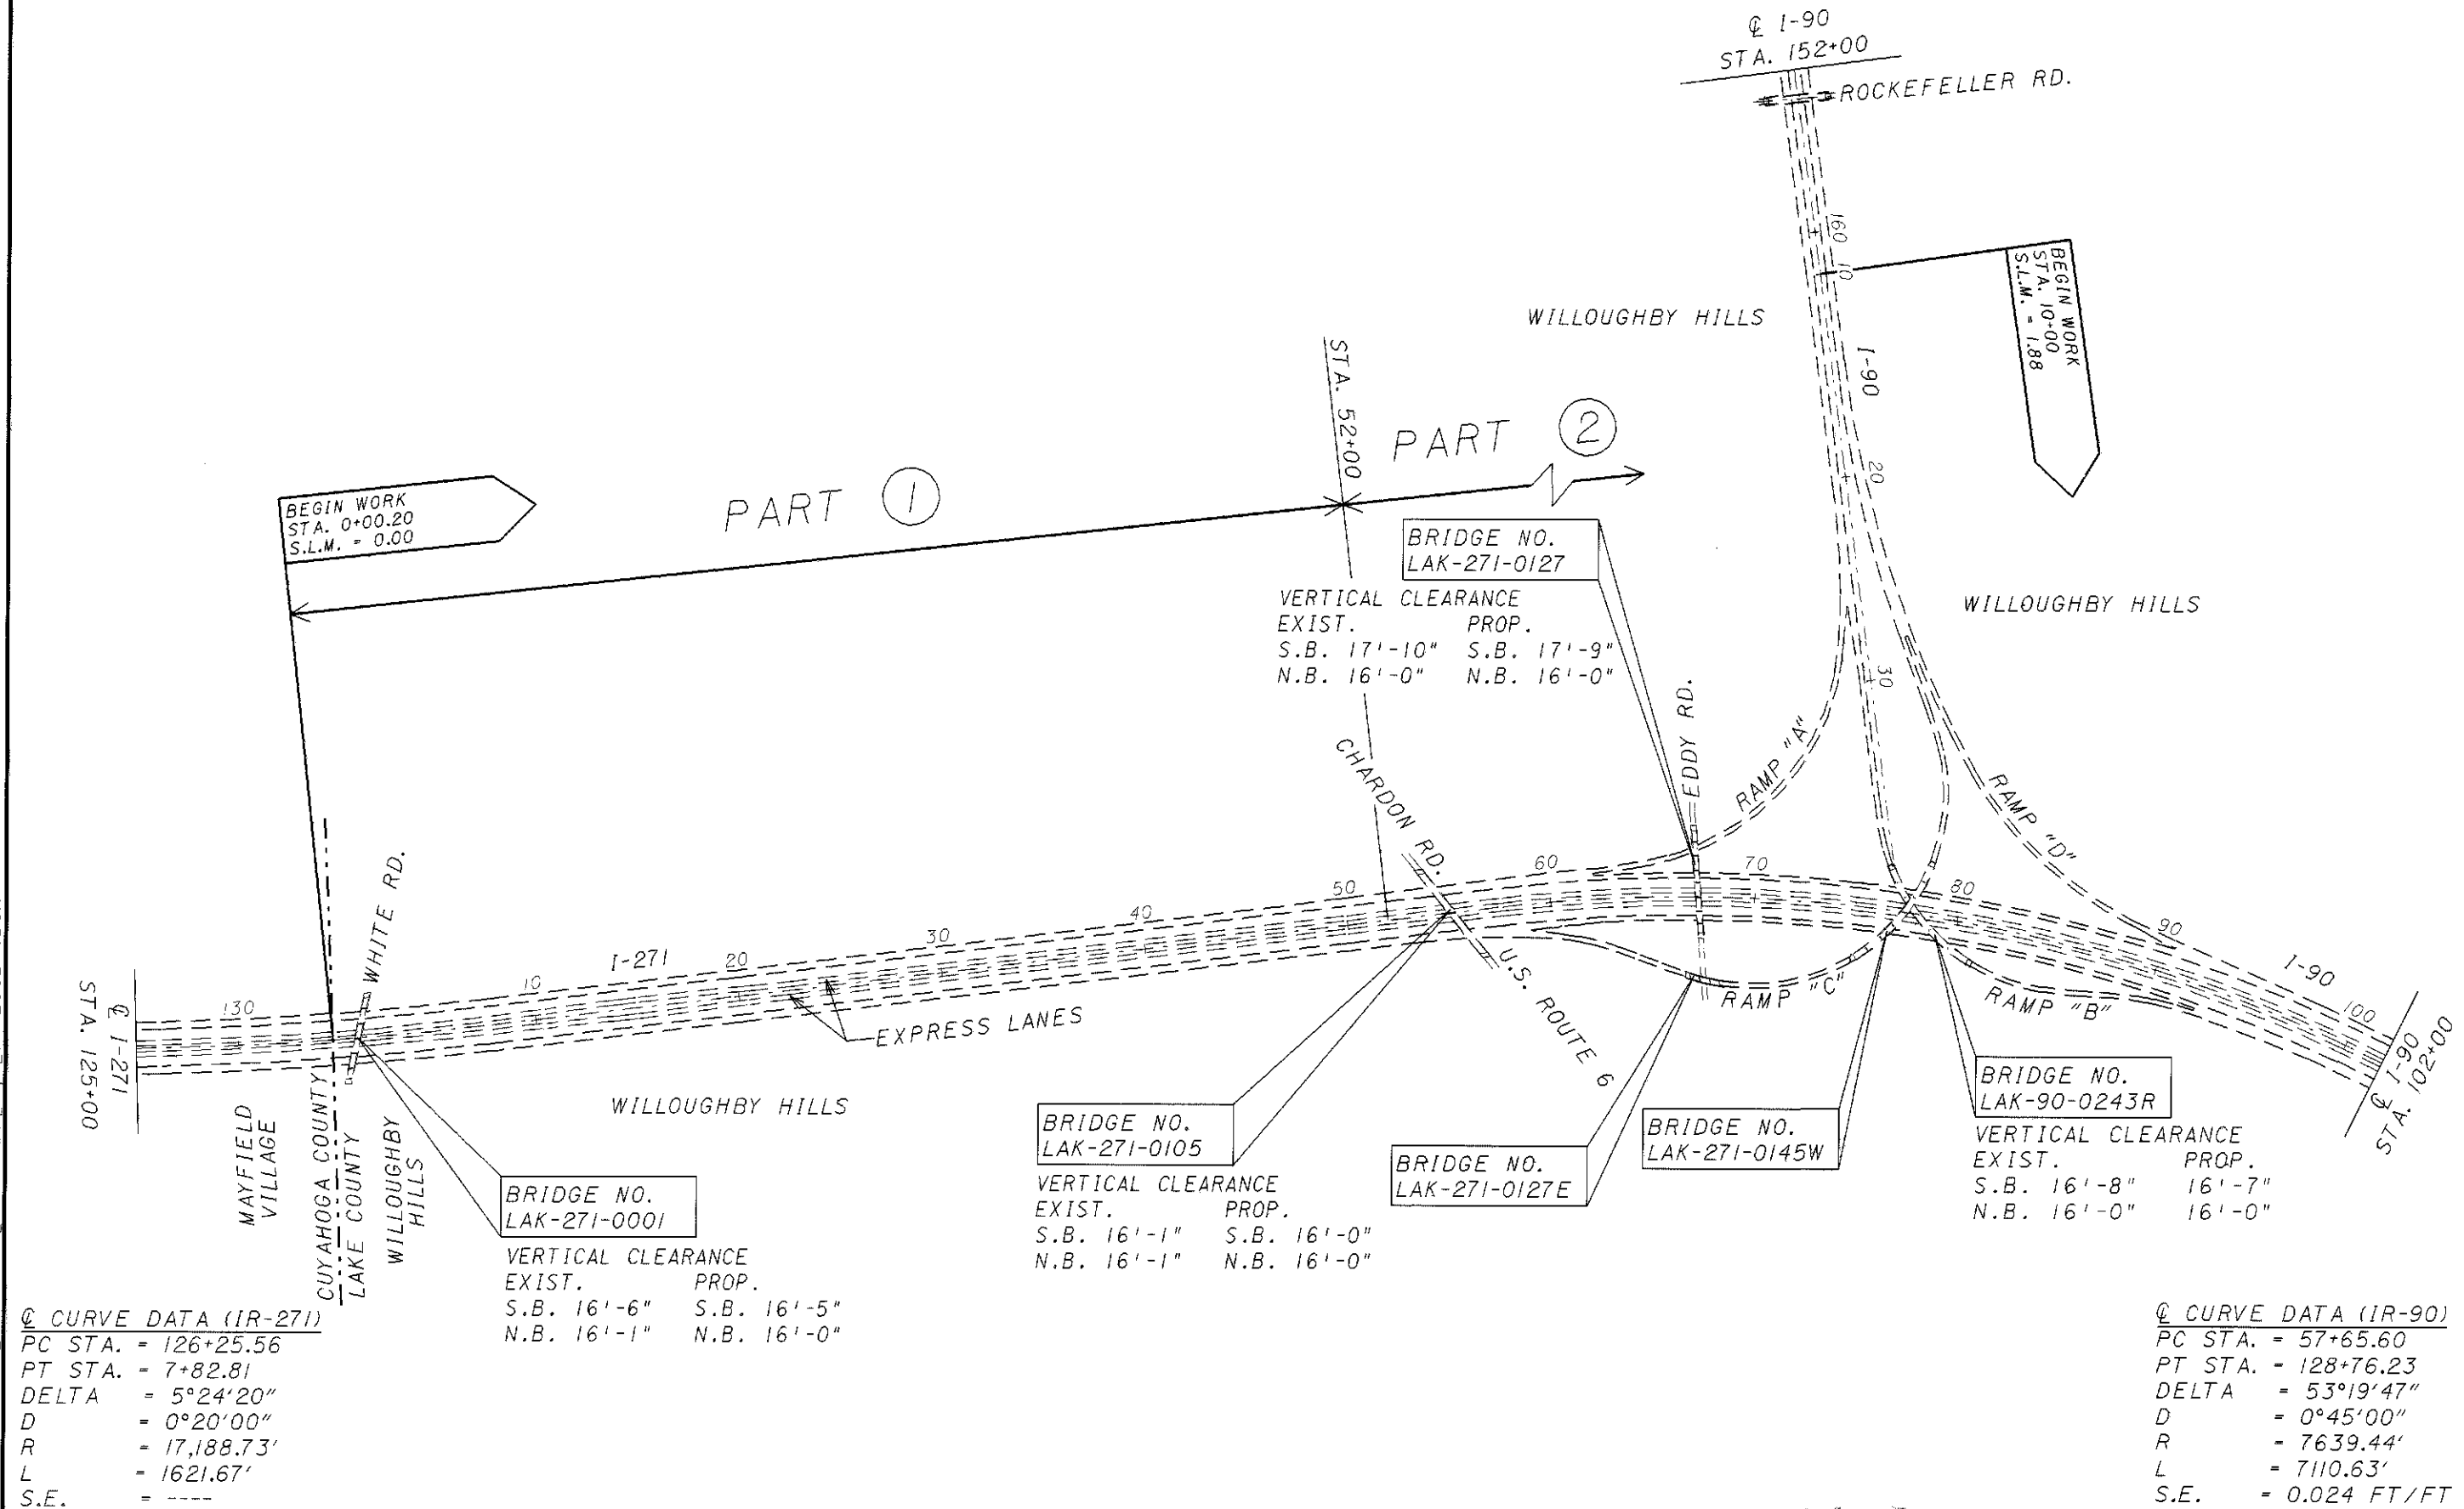 ℄ I-90
STA. 152+00
ROCKEFELLER RD.
160
10
BEGIN WORK
STA. 10+00
S.L.M. = 1.88
WILLOUGHBY HILLS
I-90
STA. 52+00
PART 2
20
BEGIN WORK
STA. 0+00.20
S.L.M. = 0.00
PART 1
BRIDGE NO.
LAK-271-0127
VERTICAL CLEARANCE
EXIST. PROP.
S.B. 17'-10" S.B. 17'-9"
N.B. 16'-0" N.B. 16'-0"
WILLOUGHBY HILLS
30
EDDY RD.
RAMP "A"
CHARDON RD.
RAMP "D"
WHITE RD.
130
10
I-271
20
30
40
50
60
70
80
90
I-90
100
℄ I-271
STA. 125+00
EXPRESS LANES
U.S. ROUTE 6
RAMP "C"
RAMP "B"
℄ I-90
STA. 102+00
MAYFIELD
VILLAGE
CUYAHOGA COUNTY
LAKE COUNTY
WILLOUGHBY
HILLS
WILLOUGHBY HILLS
BRIDGE NO.
LAK-271-0001
VERTICAL CLEARANCE
EXIST. PROP.
S.B. 16'-6" S.B. 16'-5"
N.B. 16'-1" N.B. 16'-0"
BRIDGE NO.
LAK-271-0105
VERTICAL CLEARANCE
EXIST. PROP.
S.B. 16'-1" S.B. 16'-0"
N.B. 16'-1" N.B. 16'-0"
BRIDGE NO.
LAK-271-0127E
BRIDGE NO.
LAK-271-0145W
BRIDGE NO.
LAK-90-0243R
VERTICAL CLEARANCE
EXIST. PROP.
S.B. 16'-8" 16'-7"
N.B. 16'-0" 16'-0"
℄ CURVE DATA (IR-271)
PC STA. = 126+25.56
PT STA. = 7+82.81
DELTA = 5°24'20"
D = 0°20'00"
R = 17,188.73'
L = 1621.67'
S.E. = ----
℄ CURVE DATA (IR-90)
PC STA. = 57+65.60
PT STA. = 128+76.23
DELTA = 53°19'47"
D = 0°45'00"
R = 7639.44'
L = 7110.63'
S.E. = 0.024 FT/FT